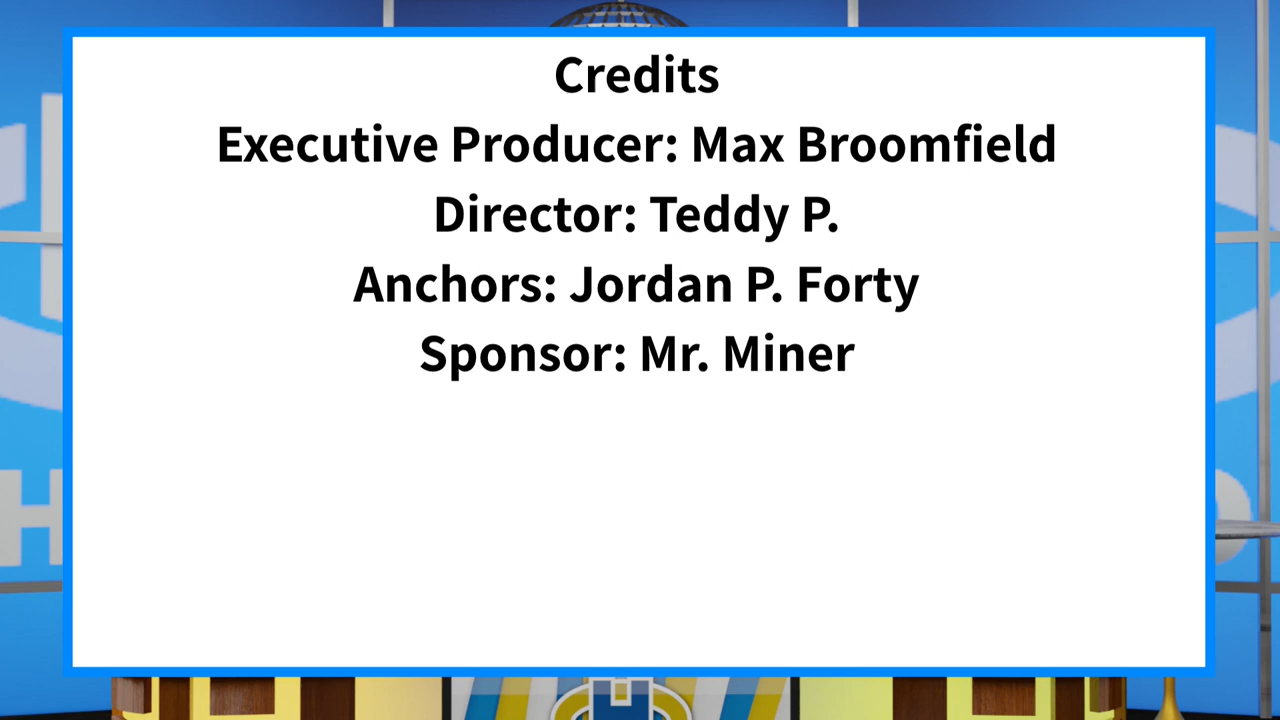 Credits
Executive Producer: Max Broomfield
Director: Teddy P.
Anchors: Jordan P. Forty
Sponsor: Mr. Miner